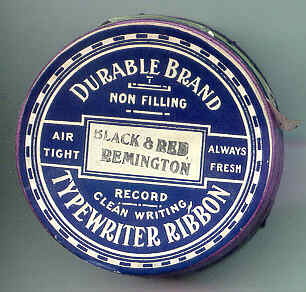 DURABLE BRAND
NON FILLING
AIR TIGHT
BLACK & RED
REMINGTON
ALWAYS FRESH
RECORD
CLEAN WRITING
TYPEWRITER RIBBON